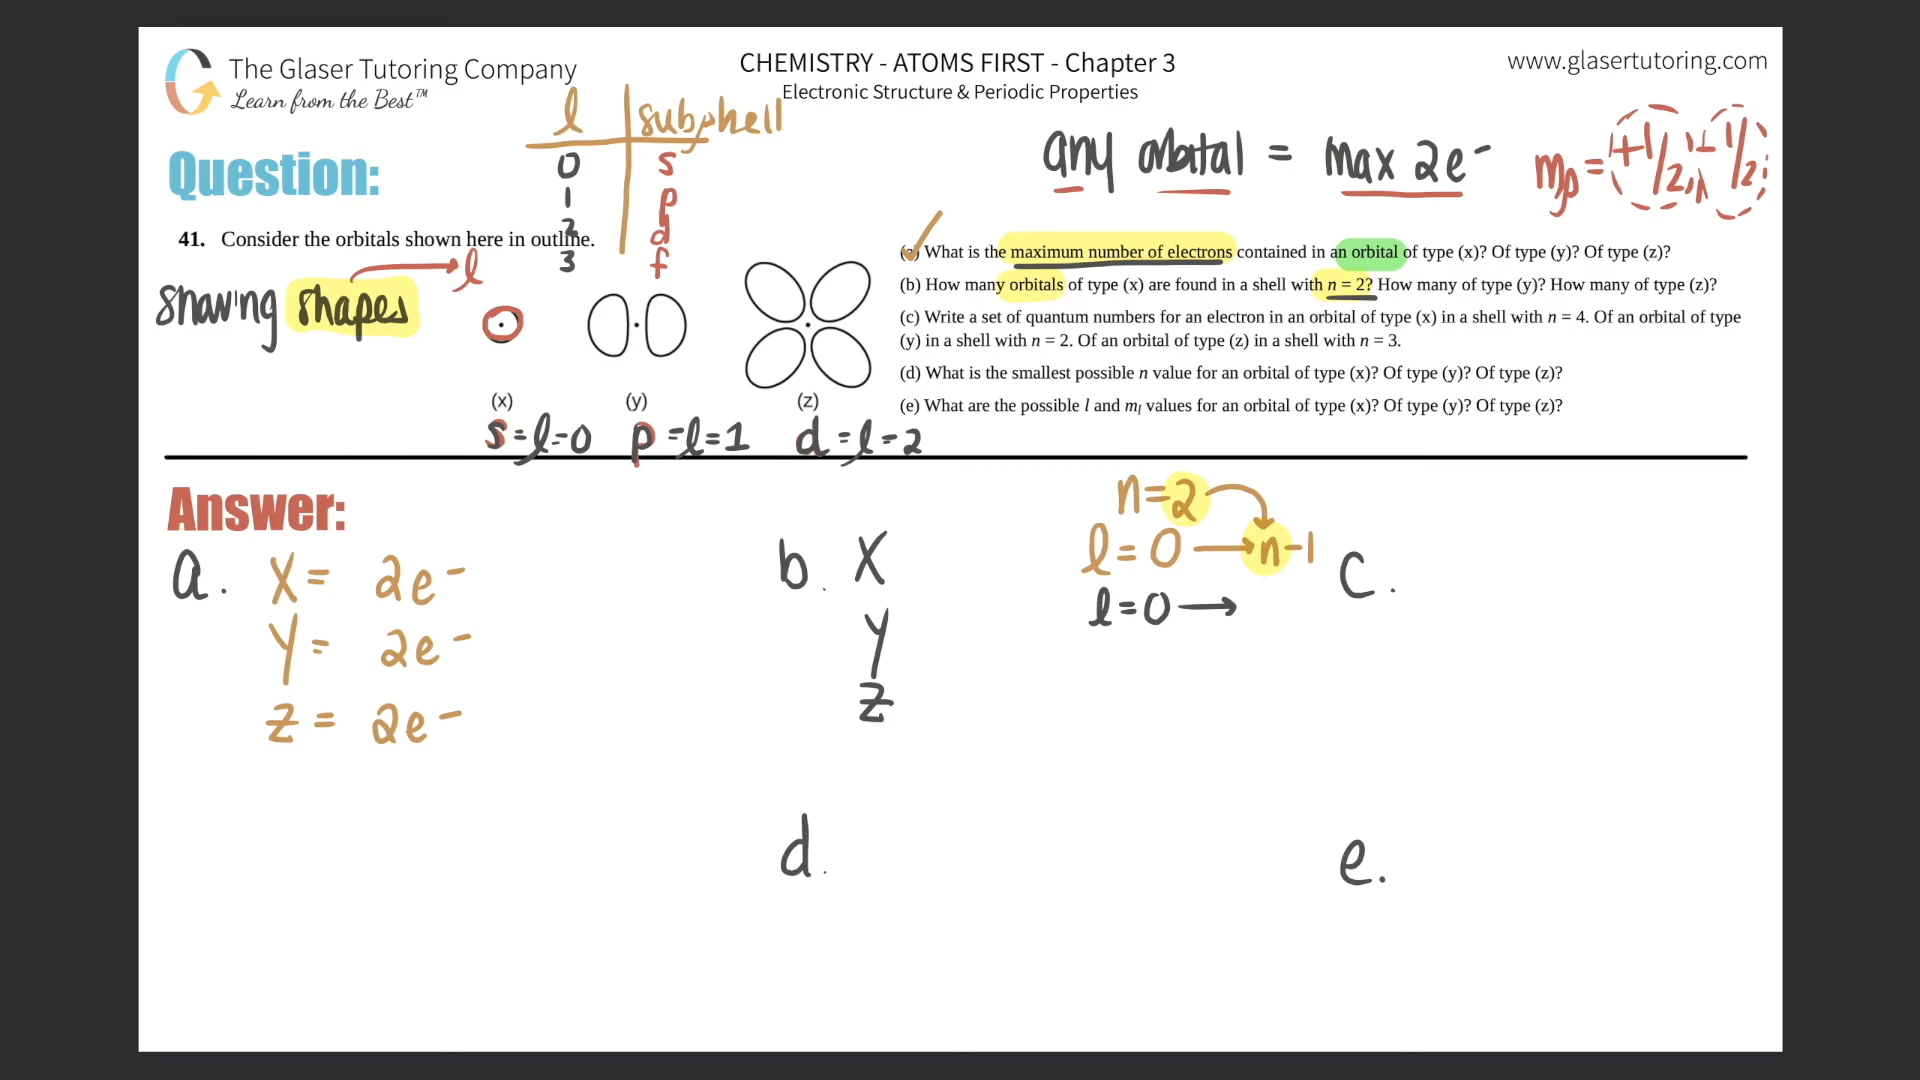 The Glaser Tutoring Company
Learn from the Best™
CHEMISTRY - ATOMS FIRST - Chapter 3
Electronic Structure & Periodic Properties
www.glasertutoring.com
l subshell
0 s
1 p
2 d
3 f
any orbital = max 2e⁻
Question:
41. Consider the orbitals shown here in outline.
showing shapes l
(x) (y) (z)
s = l = 0 p = l = 1 d = l = 2
(a) What is the maximum number of electrons contained in an orbital of type (x)? Of type (y)? Of type (z)?
(b) How many orbitals of type (x) are found in a shell with n = 2? How many of type (y)? How many of type (z)?
(c) Write a set of quantum numbers for an electron in an orbital of type (x) in a shell with n = 4. Of an orbital of type
(y) in a shell with n = 2. Of an orbital of type (z) in a shell with n = 3.
(d) What is the smallest possible n value for an orbital of type (x)? Of type (y)? Of type (z)?
(e) What are the possible l and mₗ values for an orbital of type (x)? Of type (y)? Of type (z)?
Answer:
a. X = 2e⁻
Y = 2e⁻
Z = 2e⁻
b. X
Y
Z
n = 2
l = 0 → n-1
l = 0 →
c.
d.
e.